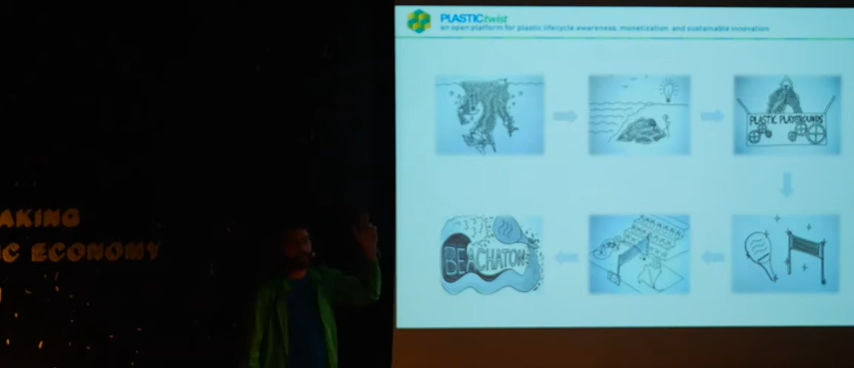 PLASTICtwist
an open platform for plastic lifecycle awareness, monetization, and sustainable innovation
PLASTIC PLAYGROUNDS
BEACHATON
AKING
C ECONOMY